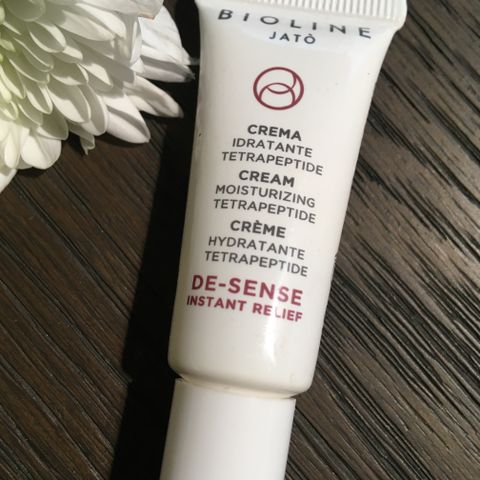 BIOLINE
JATÒ
CREMA
IDRATANTE
TETRAPEPTIDE
CREAM
MOISTURIZING
TETRAPEPTIDE
CRÈME
HYDRATANTE
TETRAPEPTIDE
DE-SENSE
INSTANT RELIEF